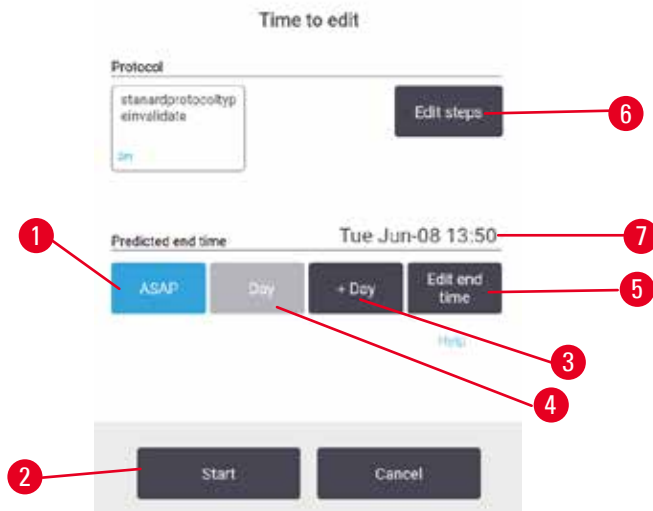 Time to edit
Protocol
stanardprotocoltyp
einvalidate
Edit steps
6
1
Predicted end time
Tue Jun-08 13:50
7
ASAP
Day
+ Day
Edit end
time
5
Help
3
4
2
Start
Cancel